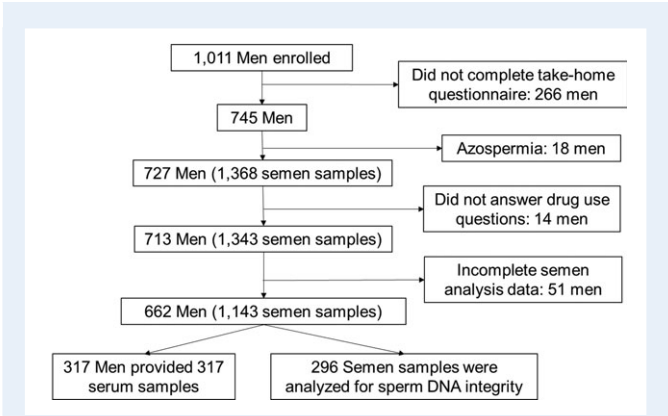 1,011 Men enrolled
Did not complete take-home
questionnaire: 266 men
745 Men
Azospermia: 18 men
727 Men (1,368 semen samples)
Did not answer drug use
questions: 14 men
713 Men (1,343 semen samples)
Incomplete semen
analysis data: 51 men
662 Men (1,143 semen samples)
317 Men provided 317
serum samples
296 Semen samples were
analyzed for sperm DNA integrity